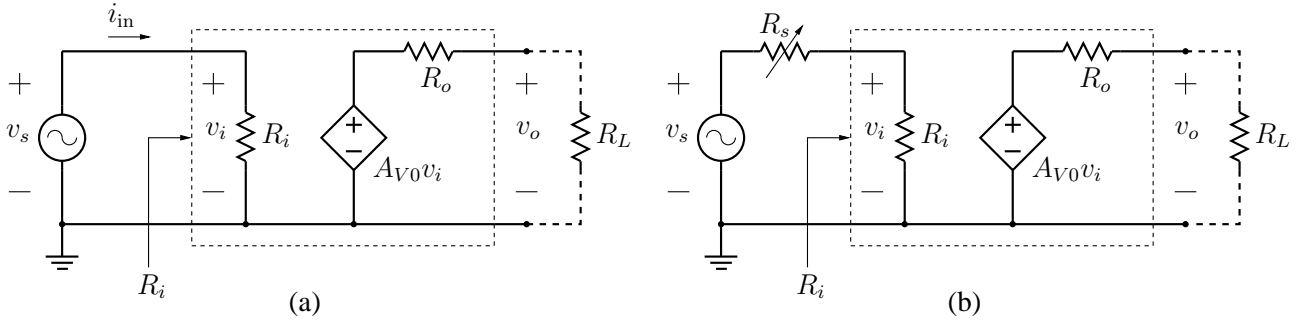 i_in
+ v_s −
+ v_i −
R_i
+ −
A_V0 v_i
R_o
+ v_o −
R_L
R_i
(a)
R_s
+ v_s −
+ v_i −
R_i
+ −
A_V0 v_i
R_o
+ v_o −
R_L
R_i
(b)